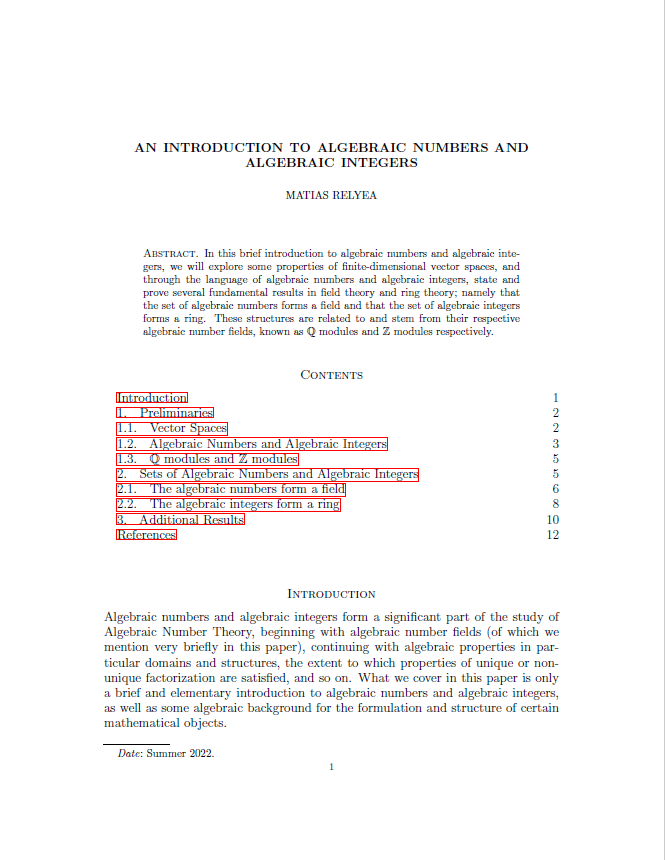 AN INTRODUCTION TO ALGEBRAIC NUMBERS AND
ALGEBRAIC INTEGERS
MATIAS RELYEA
ABSTRACT. In this brief introduction to algebraic numbers and algebraic inte-
gers, we will explore some properties of finite-dimensional vector spaces, and
through the language of algebraic numbers and algebraic integers, state and
prove several fundamental results in field theory and ring theory; namely that
the set of algebraic numbers forms a field and that the set of algebraic integers
forms a ring. These structures are related to and stem from their respective
algebraic number fields, known as ℚ modules and ℤ modules respectively.
CONTENTS
Introduction 1
1. Preliminaries 2
1.1. Vector Spaces 2
1.2. Algebraic Numbers and Algebraic Integers 3
1.3. ℚ modules and ℤ modules 5
2. Sets of Algebraic Numbers and Algebraic Integers 5
2.1. The algebraic numbers form a field 6
2.2. The algebraic integers form a ring 8
3. Additional Results 10
References 12
INTRODUCTION
Algebraic numbers and algebraic integers form a significant part of the study of
Algebraic Number Theory, beginning with algebraic number fields (of which we
mention very briefly in this paper), continuing with algebraic properties in par-
ticular domains and structures, the extent to which properties of unique or non-
unique factorization are satisfied, and so on. What we cover in this paper is only
a brief and elementary introduction to algebraic numbers and algebraic integers,
as well as some algebraic background for the formulation and structure of certain
mathematical objects.
Date: Summer 2022.
1